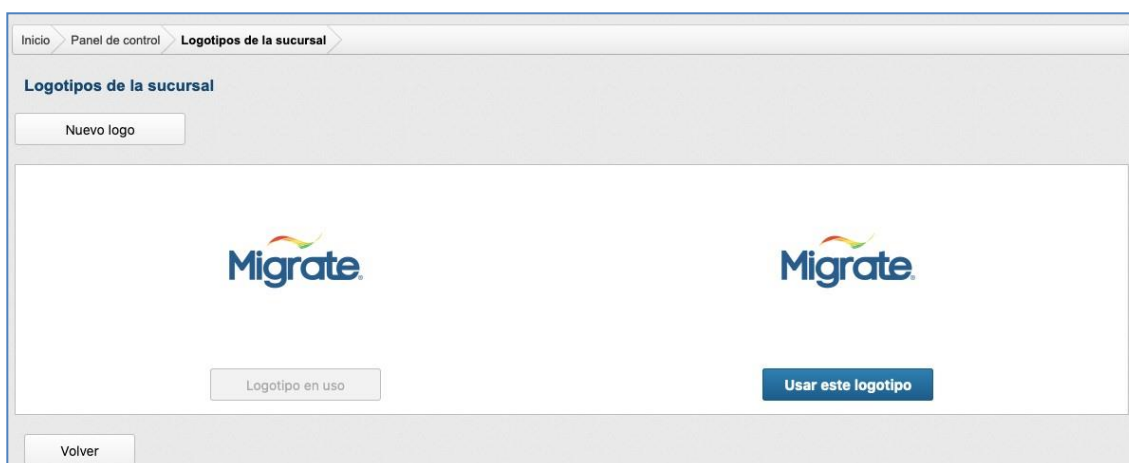 Inicio Panel de control Logotipos de la sucursal
Logotipos de la sucursal
Nuevo logo
Migrate® Migrate®
Logotipo en uso Usar este logotipo
Volver